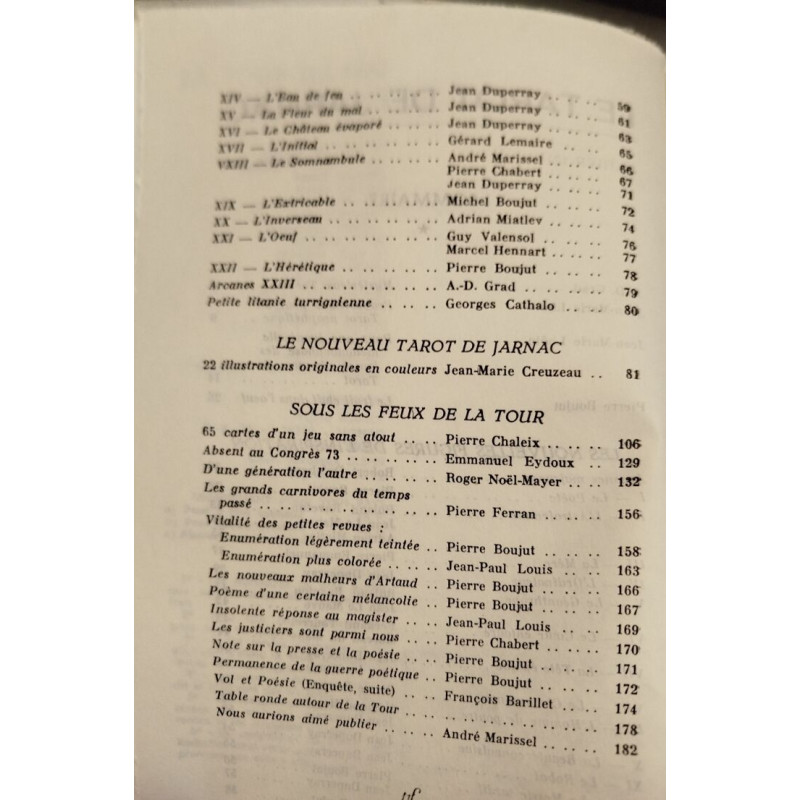 XIV — L'Eau de feu .. .. .. .. .. Jean Duperray .. .. .. 59
XV — La Fleur du mal .. .. .. .. Jean Duperray .. .. .. 61
XVI — Le Château évaporé .. .. .. Jean Duperray .. .. .. 63
XVII — L'Initial .. .. .. .. .. .. Gérard Lemaire .. .. .. 65
VXIII — Le Somnambule .. .. .. .. André Marissel .. .. .. 66
Pierre Chabert .. .. .. 67
Jean Duperray .. .. .. 71
XIX — L'Extricable .. .. .. .. .. Michel Boujut .. .. .. 72
XX — L'Inverseau .. .. .. .. .. Adrian Miatlev .. .. .. 74
XXI — L'Oeuf .. .. .. .. .. .. Guy Valensol .. .. .. 76
Marcel Hennart .. .. .. 77
XXII — L'Hérétique .. .. .. .. .. Pierre Boujut .. .. .. 78
Arcanes XXIII .. .. .. .. .. .. A.-D. Grad .. .. .. 79
Petite litanie turrignienne .. .. .. Georges Cathalo .. .. .. 80
LE NOUVEAU TAROT DE JARNAC
22 illustrations originales en couleurs Jean-Marie Creuzeau .. 81
SOUS LES FEUX DE LA TOUR
65 cartes d'un jeu sans atout .. .. Pierre Chaleix .. .. .. 106
Absent au Congrès 73 .. .. .. .. Emmanuel Eydoux .. .. 129
D'une génération l'autre .. .. .. .. Roger Noël-Mayer .. .. .. 132
Les grands carnivores du temps
passé .. .. .. .. .. .. .. .. Pierre Ferran .. .. .. 156
Vitalité des petites revues :
Enumération légèrement teintée .. Pierre Boujut .. .. .. 158
Enumération plus colorée .. .. .. Jean-Paul Louis .. .. .. 163
Les nouveaux malheurs d'Artaud .. Pierre Boujut .. .. .. 166
Poème d'une certaine mélancolie .. Pierre Boujut .. .. .. 167
Insolente réponse au magister .. .. Jean-Paul Louis .. .. 169
Les justiciers sont parmi nous .. .. Pierre Chabert .. .. .. 170
Note sur la presse et la poésie .. .. Pierre Boujut .. .. .. 171
Permanence de la guerre poétique .. Pierre Boujut .. .. .. 172
Vol et Poésie (Enquête, suite) .. .. François Barillet .. .. 174
Table ronde autour de la Tour .. .. .. .. .. .. .. 178
Nous aurions aimé publier .. .. .. André Marissel .. .. .. 182